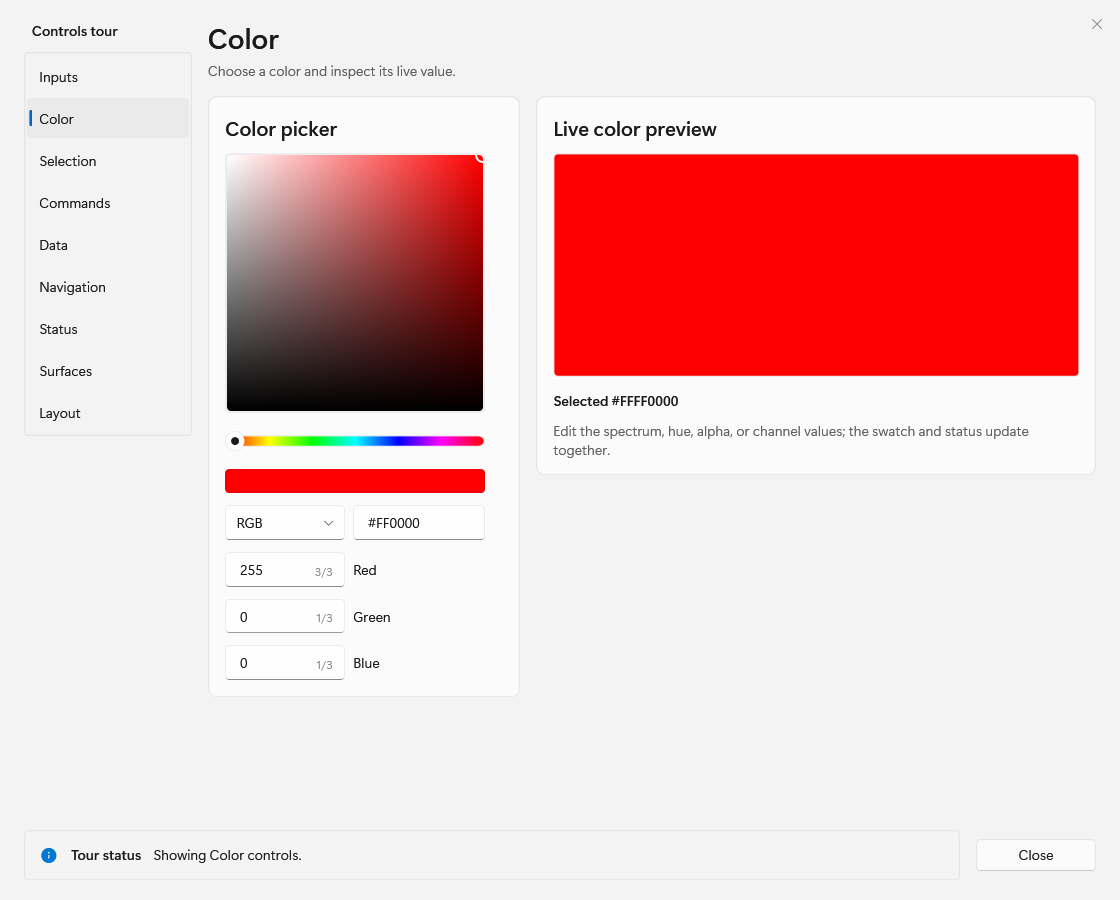 Controls tour
Inputs
Color
Selection
Commands
Data
Navigation
Status
Surfaces
Layout
Color
Choose a color and inspect its live value.
Color picker
RGB
#FF0000
255 3/3 Red
0 1/3 Green
0 1/3 Blue
Live color preview
Selected #FFFF0000
Edit the spectrum, hue, alpha, or channel values; the swatch and status update
together.
Tour status Showing Color controls.
Close